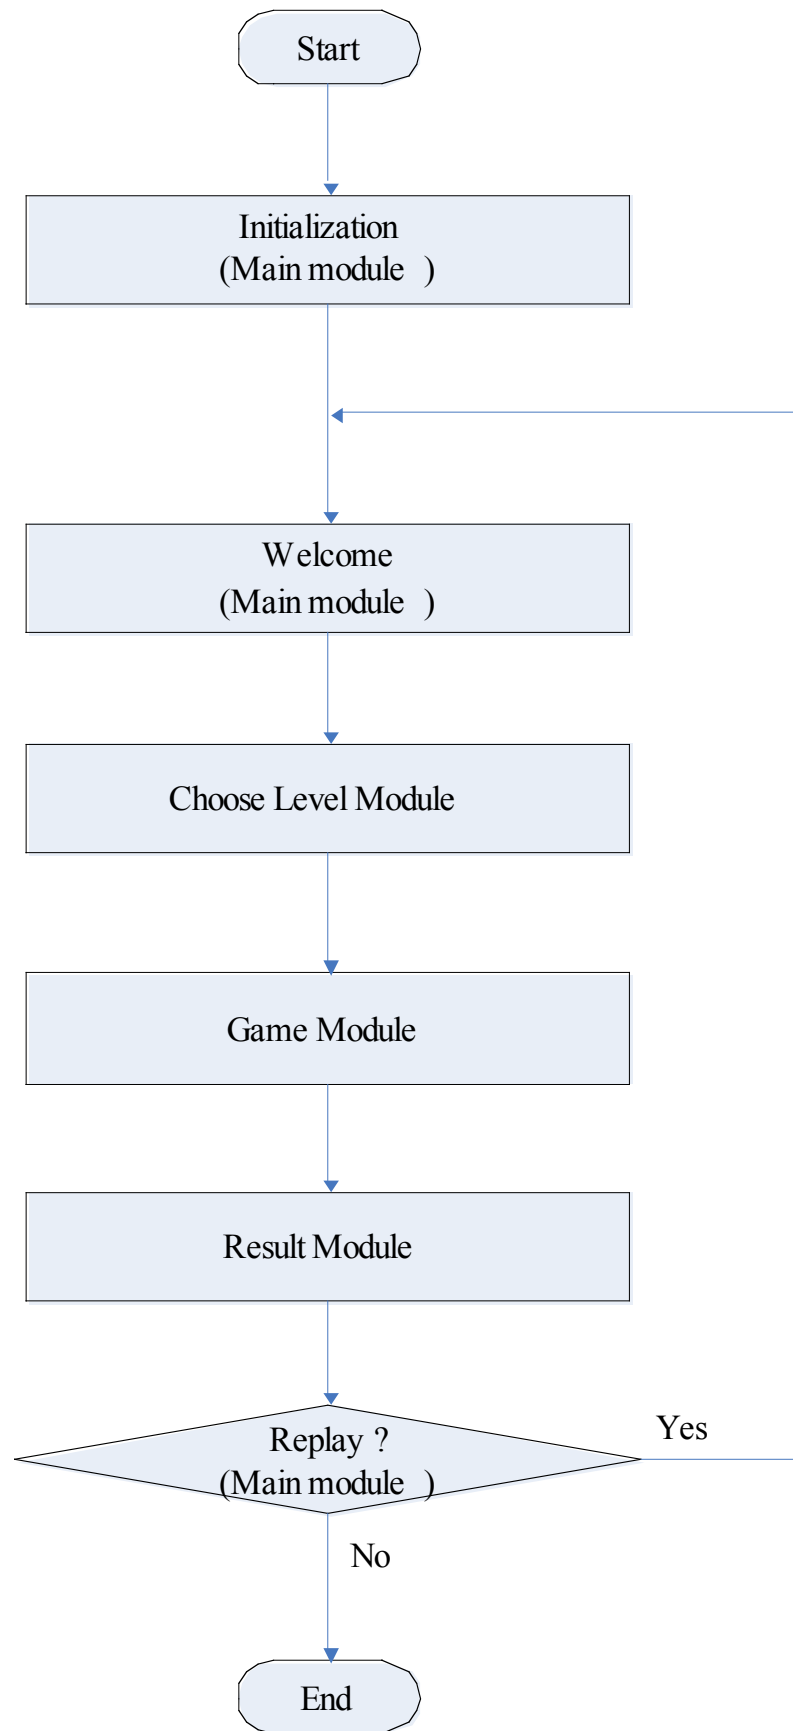 Start
Initialization
(Main module )
Welcome
(Main module )
Choose Level Module
Game Module
Result Module
Replay ?
(Main module )
Yes
No
End